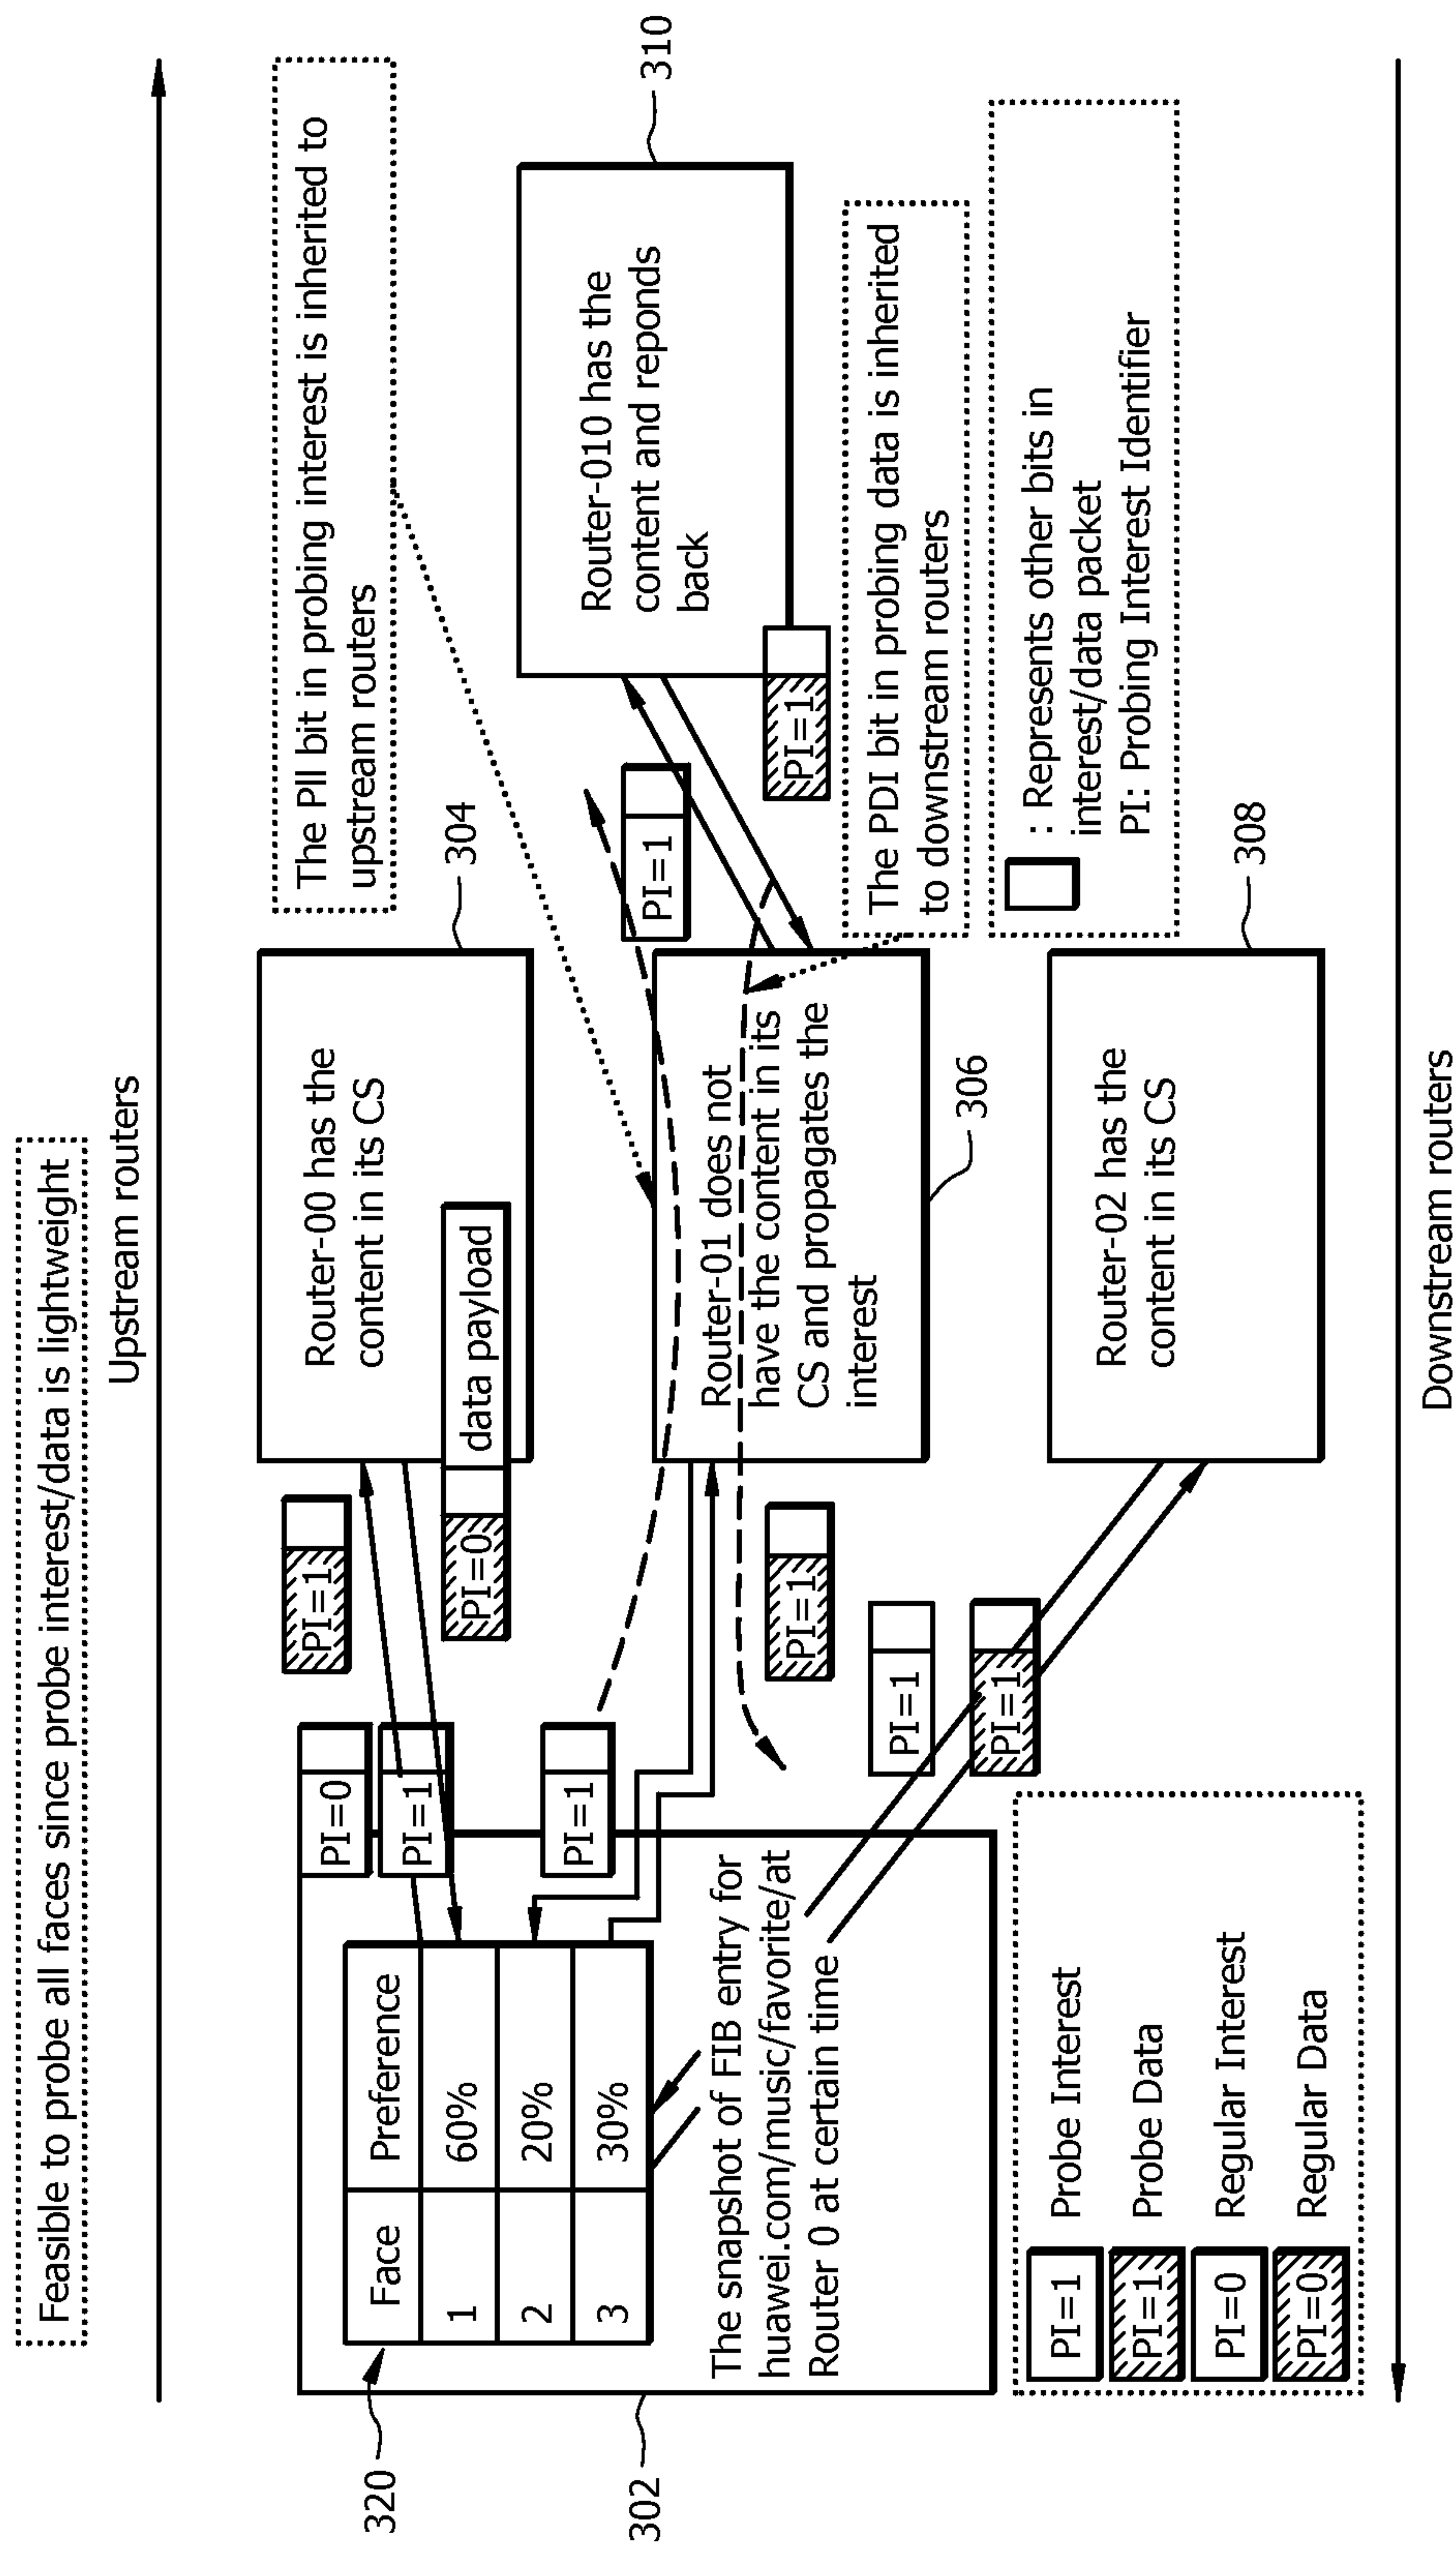 Feasible to probe all faces since probe interest/data is lightweight
Upstream routers
320
302
Face
Preference
1
60%
2
20%
3
30%
The snapshot of FIB entry for
huawei.com/music/favorite/at
Router 0 at certain time
PI=0
PI=1
PI=1
PI=1
PI=0
data payload
Router-00 has the
content in its CS
304
The PII bit in probing interest is inherited to
upstream routers
Router-01 does not
have the content in its
CS and propagates the
interest
306
PI=1
PI=1
PI=1
PI=1
Router-02 has the
content in its CS
308
PI=1
PI=1
Router-010 has the
content and reponds
back
310
The PDI bit in probing data is inherited
to downstream routers
: Represents other bits in
interest/data packet
PI: Probing Interest Identifier
PI=1
Probe Interest
PI=1
Probe Data
PI=0
Regular Interest
PI=0
Regular Data
Downstream routers